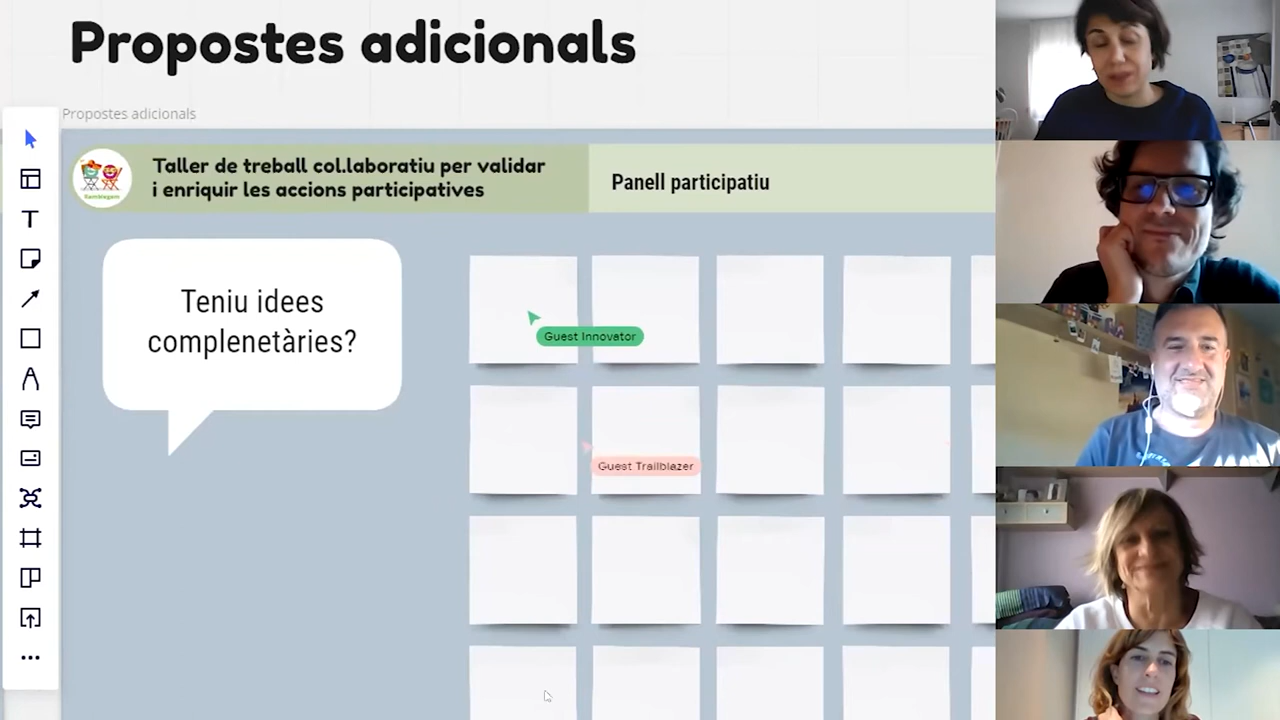 Propostes adicionals
Propostes adicionals
Taller de treball col.laboratiu per validar
i enriquir les accions participatives
Panell participatiu
Ramblegem
Teniu idees
complenetàries?
Guest Innovator
Guest Trailblazer
T